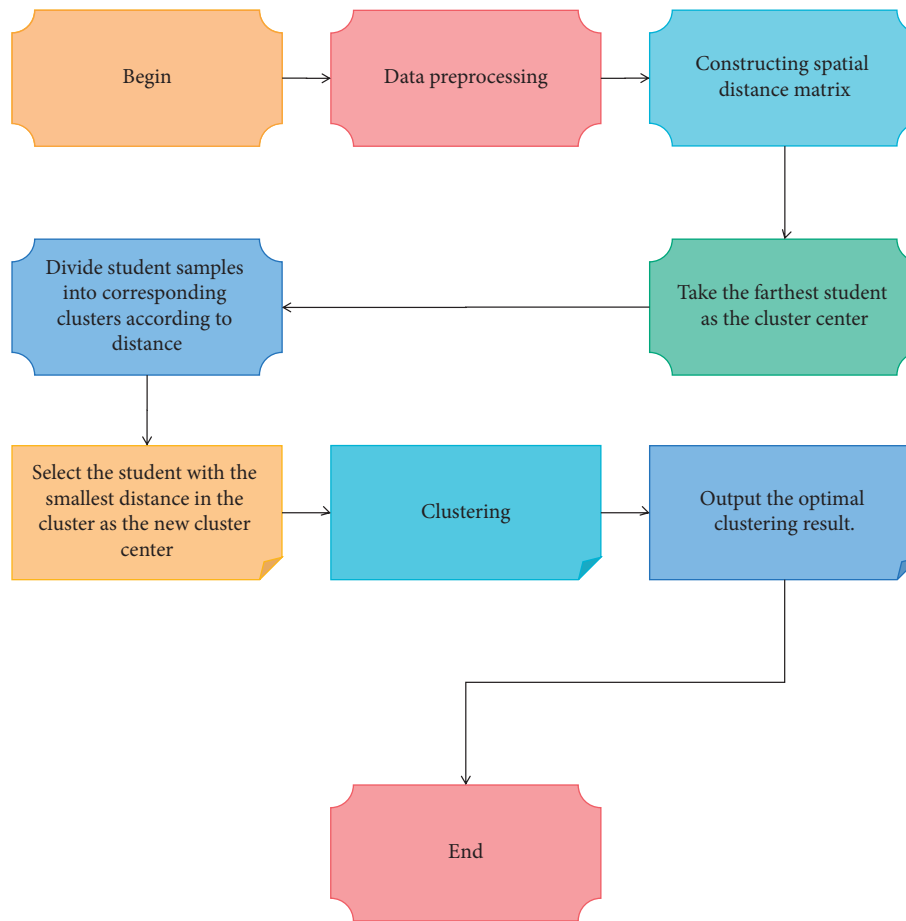 Begin
Data preprocessing
Constructing spatial
distance matrix
Take the farthest student
as the cluster center
Divide student samples
into corresponding
clusters according to
distance
Select the student with the
smallest distance in the
cluster as the new cluster
center
Clustering
Output the optimal
clustering result.
End